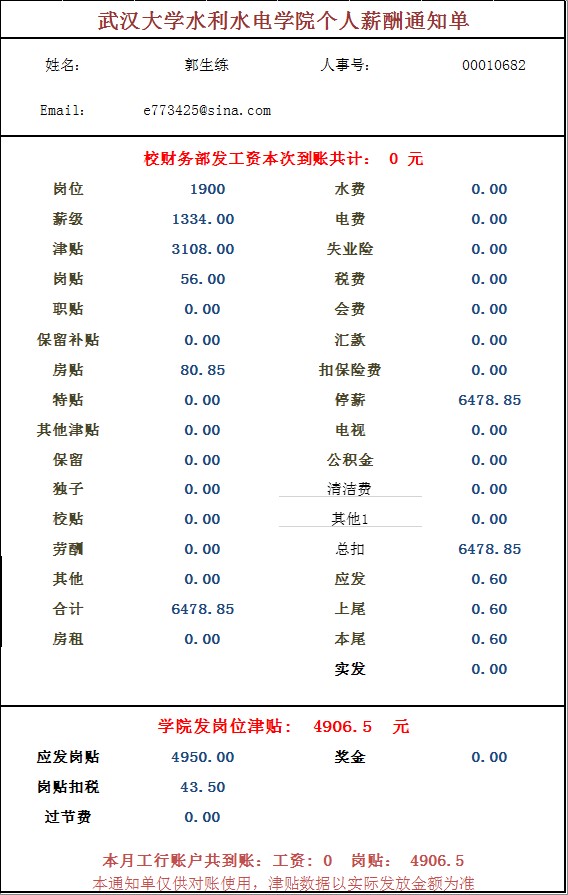 武汉大学水利水电学院个人薪酬通知单
姓名: 郭生练 人事号: 00010682
Email: e773425@sina.com
校财务部发工资本次到账共计: 0 元
岗位 1900 水费 0.00
薪级 1334.00 电费 0.00
津贴 3108.00 失业险 0.00
岗贴 56.00 税费 0.00
职贴 0.00 会费 0.00
保留补贴 0.00 汇款 0.00
房贴 80.85 扣保险费 0.00
特贴 0.00 停薪 6478.85
其他津贴 0.00 电视 0.00
保留 0.00 公积金 0.00
独子 0.00 清洁费 0.00
校贴 0.00 其他1 0.00
劳酬 0.00 总扣 6478.85
其他 0.00 应发 0.60
合计 6478.85 上尾 0.60
房租 0.00 本尾 0.60
实发 0.00
学院发岗位津贴: 4906.5 元
应发岗贴 4950.00 奖金 0.00
岗贴扣税 43.50
过节费 0.00
本月工行账户共到账: 工资: 0 岗贴: 4906.5
本通知单仅供对账使用，津贴数据以实际发放金额为准